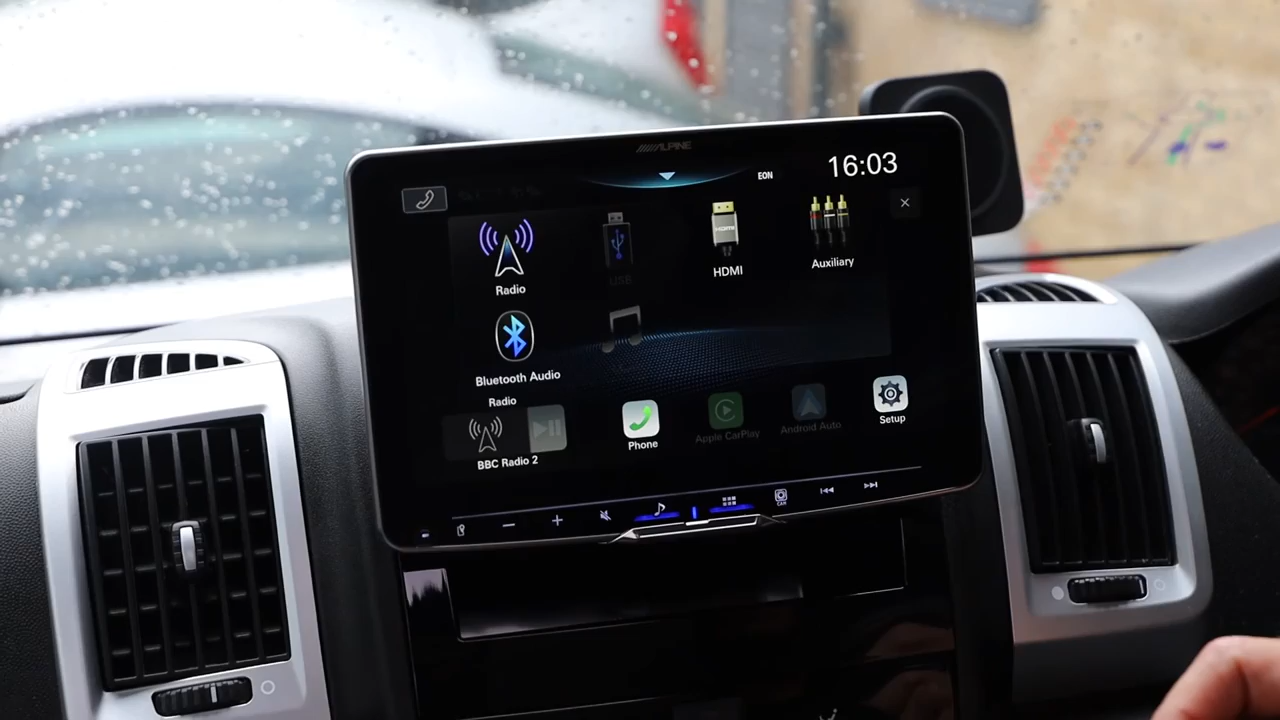 ALPINE
EON
16:03
Radio
USB
HDMI
Auxiliary
Bluetooth Audio
Radio
BBC Radio 2
Phone
Apple CarPlay
Android Auto
Setup
CAM